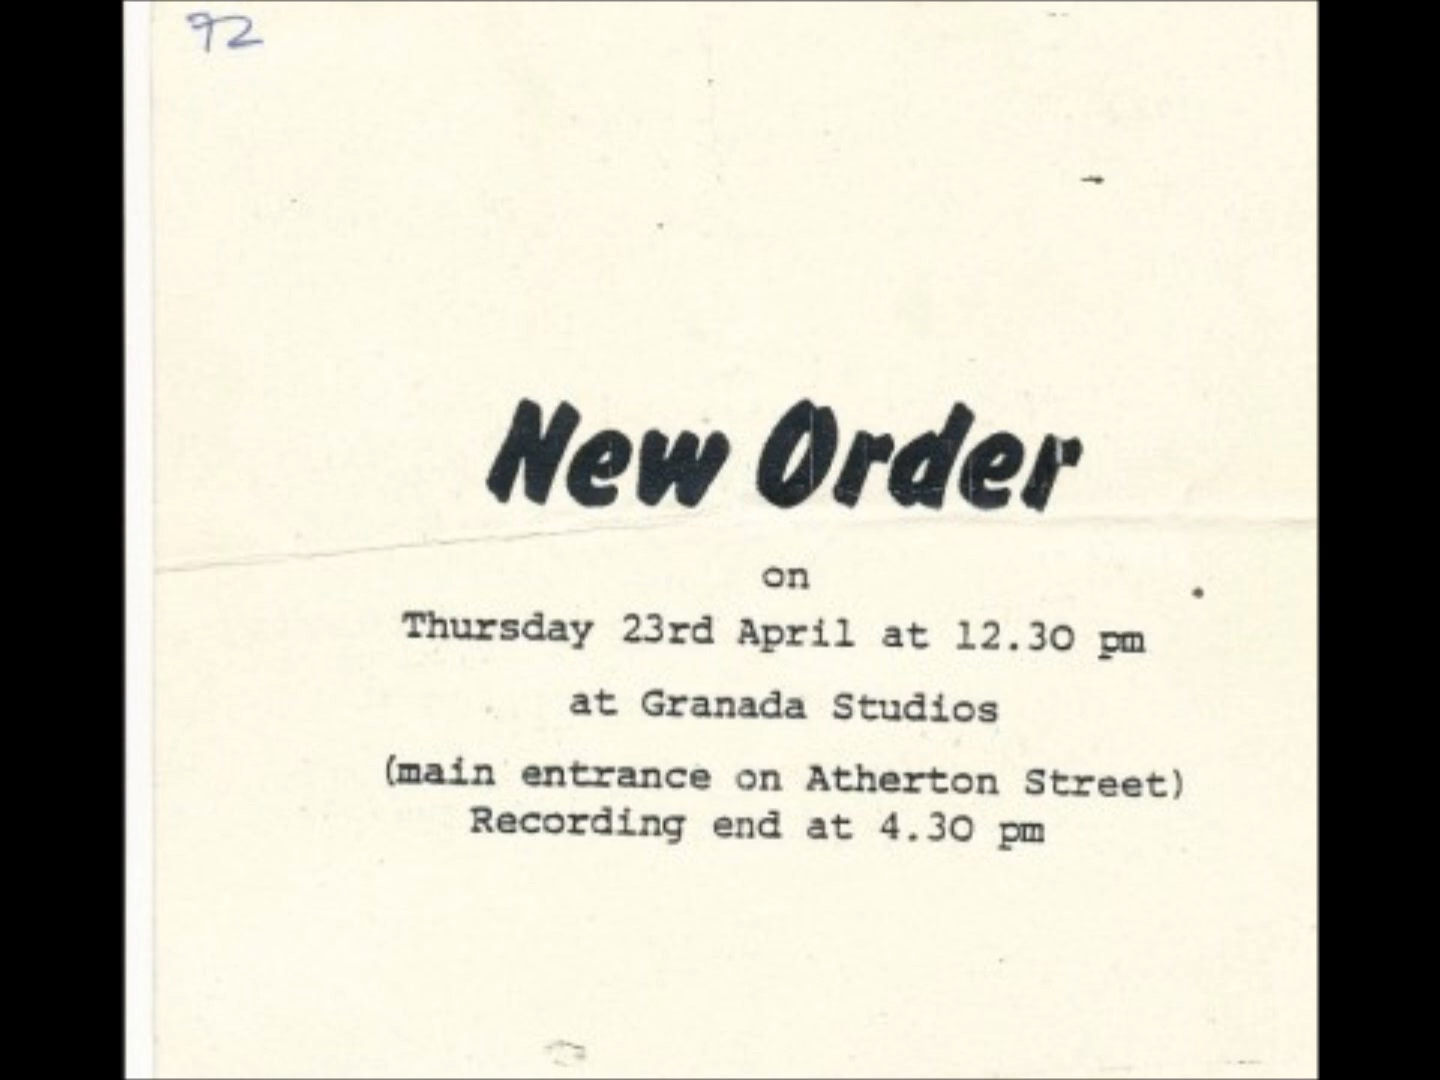 92
New Order
on
Thursday 23rd April at 12.30 pm
at Granada Studios
(main entrance on Atherton Street)
Recording end at 4.30 pm